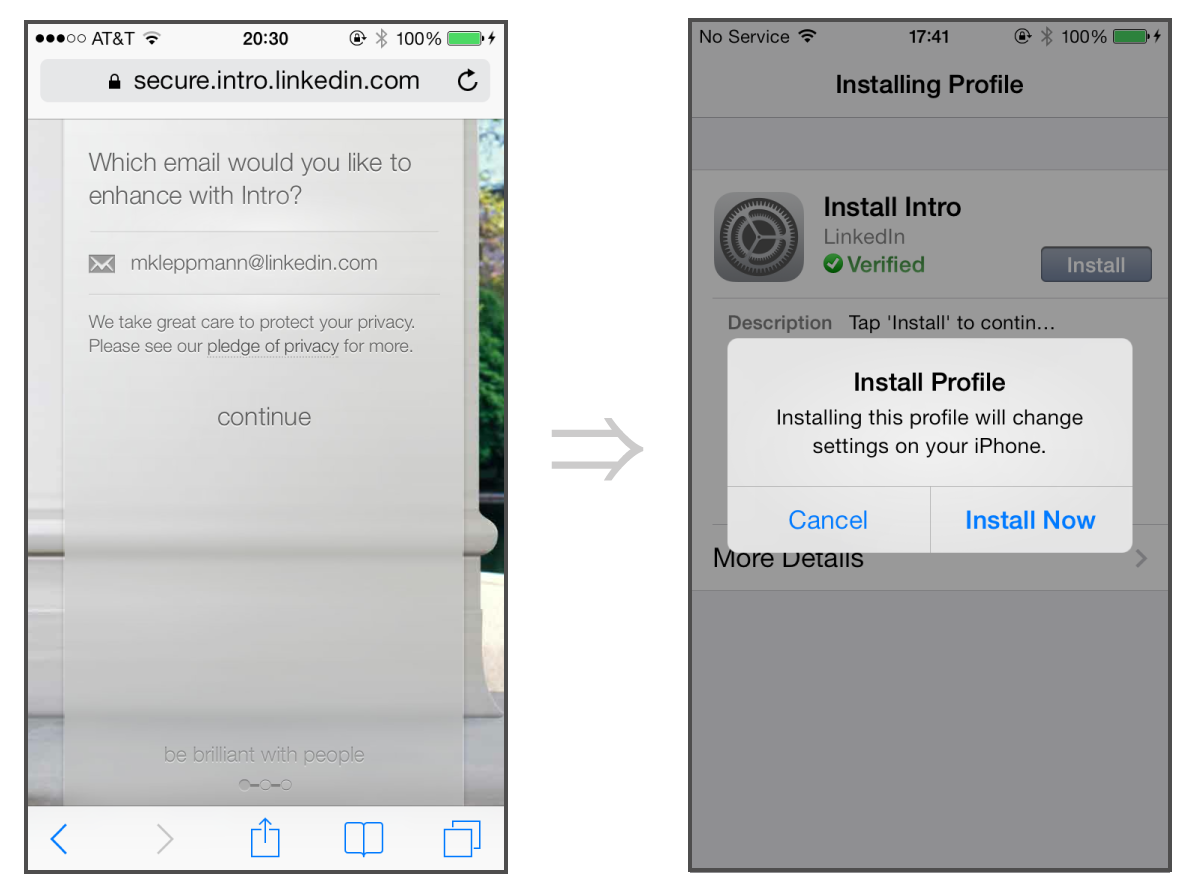 AT&T 20:30 100%
secure.intro.linkedin.com
Which email would you like to
enhance with Intro?
mkleppmann@linkedin.com
We take great care to protect your privacy.
Please see our pledge of privacy for more.
continue
be brilliant with people
No Service 17:41 100%
Installing Profile
Install Intro
LinkedIn
Verified
Install
Description Tap 'Install' to contin…
Install Profile
Installing this profile will change
settings on your iPhone.
Cancel Install Now
More Details